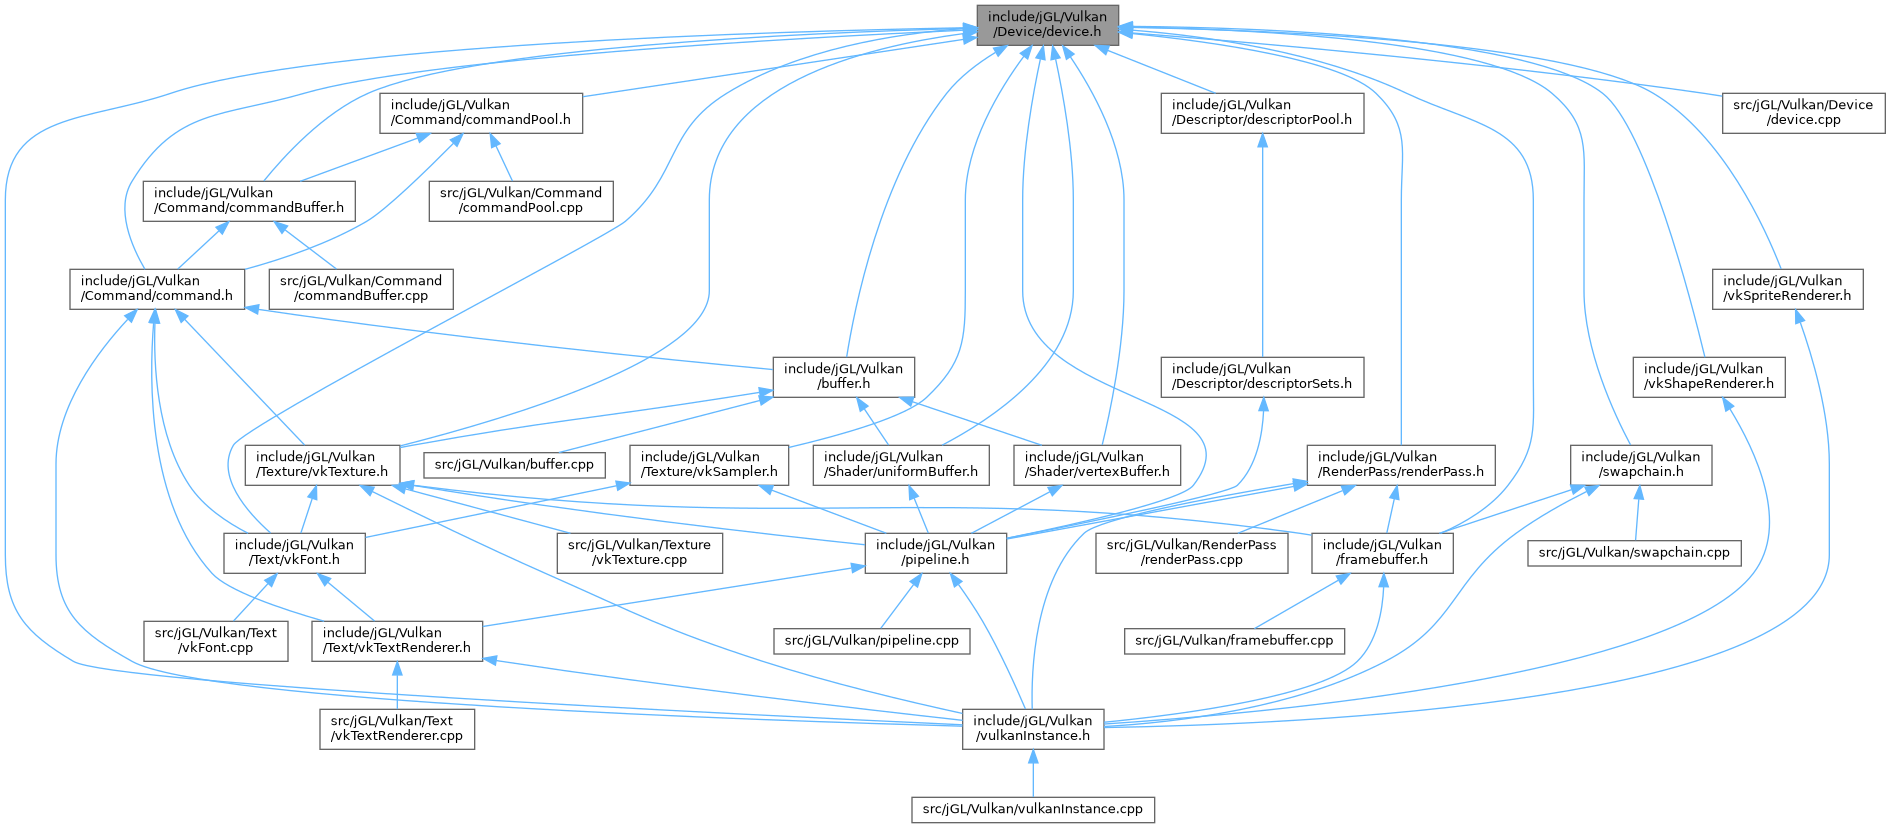 include/jGL/Vulkan
/Device/device.h
include/jGL/Vulkan
/Command/commandPool.h
include/jGL/Vulkan
/Descriptor/descriptorPool.h
src/jGL/Vulkan/Device
/device.cpp
include/jGL/Vulkan
/Command/commandBuffer.h
src/jGL/Vulkan/Command
/commandPool.cpp
include/jGL/Vulkan
/Command/command.h
src/jGL/Vulkan/Command
/commandBuffer.cpp
include/jGL/Vulkan
/vkSpriteRenderer.h
include/jGL/Vulkan
/buffer.h
include/jGL/Vulkan
/Descriptor/descriptorSets.h
include/jGL/Vulkan
/vkShapeRenderer.h
include/jGL/Vulkan
/Texture/vkTexture.h
src/jGL/Vulkan/buffer.cpp
include/jGL/Vulkan
/Texture/vkSampler.h
include/jGL/Vulkan
/Shader/uniformBuffer.h
include/jGL/Vulkan
/Shader/vertexBuffer.h
include/jGL/Vulkan
/RenderPass/renderPass.h
include/jGL/Vulkan
/swapchain.h
include/jGL/Vulkan
/Text/vkFont.h
src/jGL/Vulkan/Texture
/vkTexture.cpp
include/jGL/Vulkan
/pipeline.h
src/jGL/Vulkan/RenderPass
/renderPass.cpp
include/jGL/Vulkan
/framebuffer.h
src/jGL/Vulkan/swapchain.cpp
src/jGL/Vulkan/Text
/vkFont.cpp
include/jGL/Vulkan
/Text/vkTextRenderer.h
src/jGL/Vulkan/pipeline.cpp
src/jGL/Vulkan/framebuffer.cpp
src/jGL/Vulkan/Text
/vkTextRenderer.cpp
include/jGL/Vulkan
/vulkanInstance.h
src/jGL/Vulkan/vulkanInstance.cpp